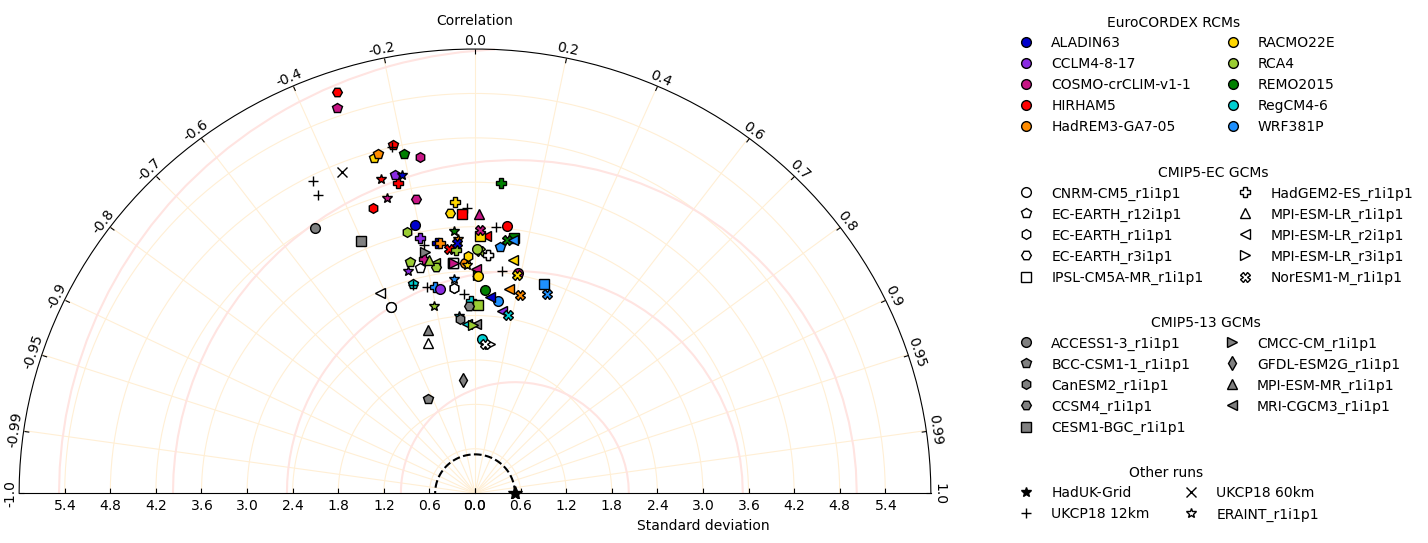 Correlation
-1.0
-0.99
-0.95
-0.9
-0.8
-0.7
-0.6
-0.4
-0.2
0.0
0.2
0.4
0.6
0.7
0.8
0.9
0.95
0.99
1.0
5.4 4.8 4.2 3.6 3.0 2.4 1.8 1.2 0.6 0.0 0.6 1.2 1.8 2.4 3.0 3.6 4.2 4.8 5.4
Standard deviation
EuroCORDEX RCMs
ALADIN63 RACMO22E
CCLM4-8-17 RCA4
COSMO-crCLIM-v1-1 REMO2015
HIRHAM5 RegCM4-6
HadREM3-GA7-05 WRF381P
CMIP5-EC GCMs
CNRM-CM5_r1i1p1 HadGEM2-ES_r1i1p1
EC-EARTH_r12i1p1 MPI-ESM-LR_r1i1p1
EC-EARTH_r1i1p1 MPI-ESM-LR_r2i1p1
EC-EARTH_r3i1p1 MPI-ESM-LR_r3i1p1
IPSL-CM5A-MR_r1i1p1 NorESM1-M_r1i1p1
CMIP5-13 GCMs
ACCESS1-3_r1i1p1 CMCC-CM_r1i1p1
BCC-CSM1-1_r1i1p1 GFDL-ESM2G_r1i1p1
CanESM2_r1i1p1 MPI-ESM-MR_r1i1p1
CCSM4_r1i1p1 MRI-CGCM3_r1i1p1
CESM1-BGC_r1i1p1
Other runs
HadUK-Grid UKCP18 60km
UKCP18 12km ERAINT_r1i1p1